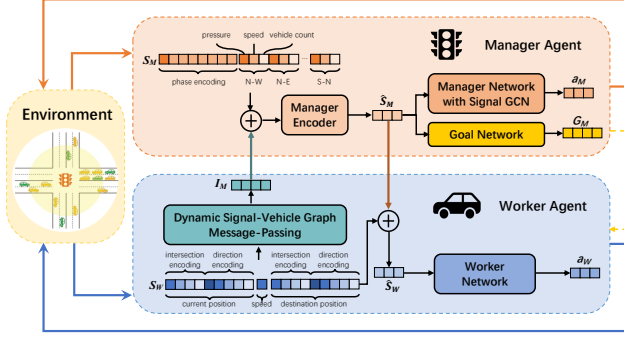 pressure speed vehicle count
Manager Agent
S_M
...
phase encoding N-W N-E S-N
Environment
Manager
Encoder
Ŝ_M
Manager Network
with Signal GCN
a_M
Goal Network
G_M
I_M
Worker Agent
Dynamic Signal-Vehicle Graph
Message-Passing
intersection
encoding
direction
encoding
intersection
encoding
direction
encoding
S_W
current position
speed
destination position
Ŝ_W
Worker
Network
a_W